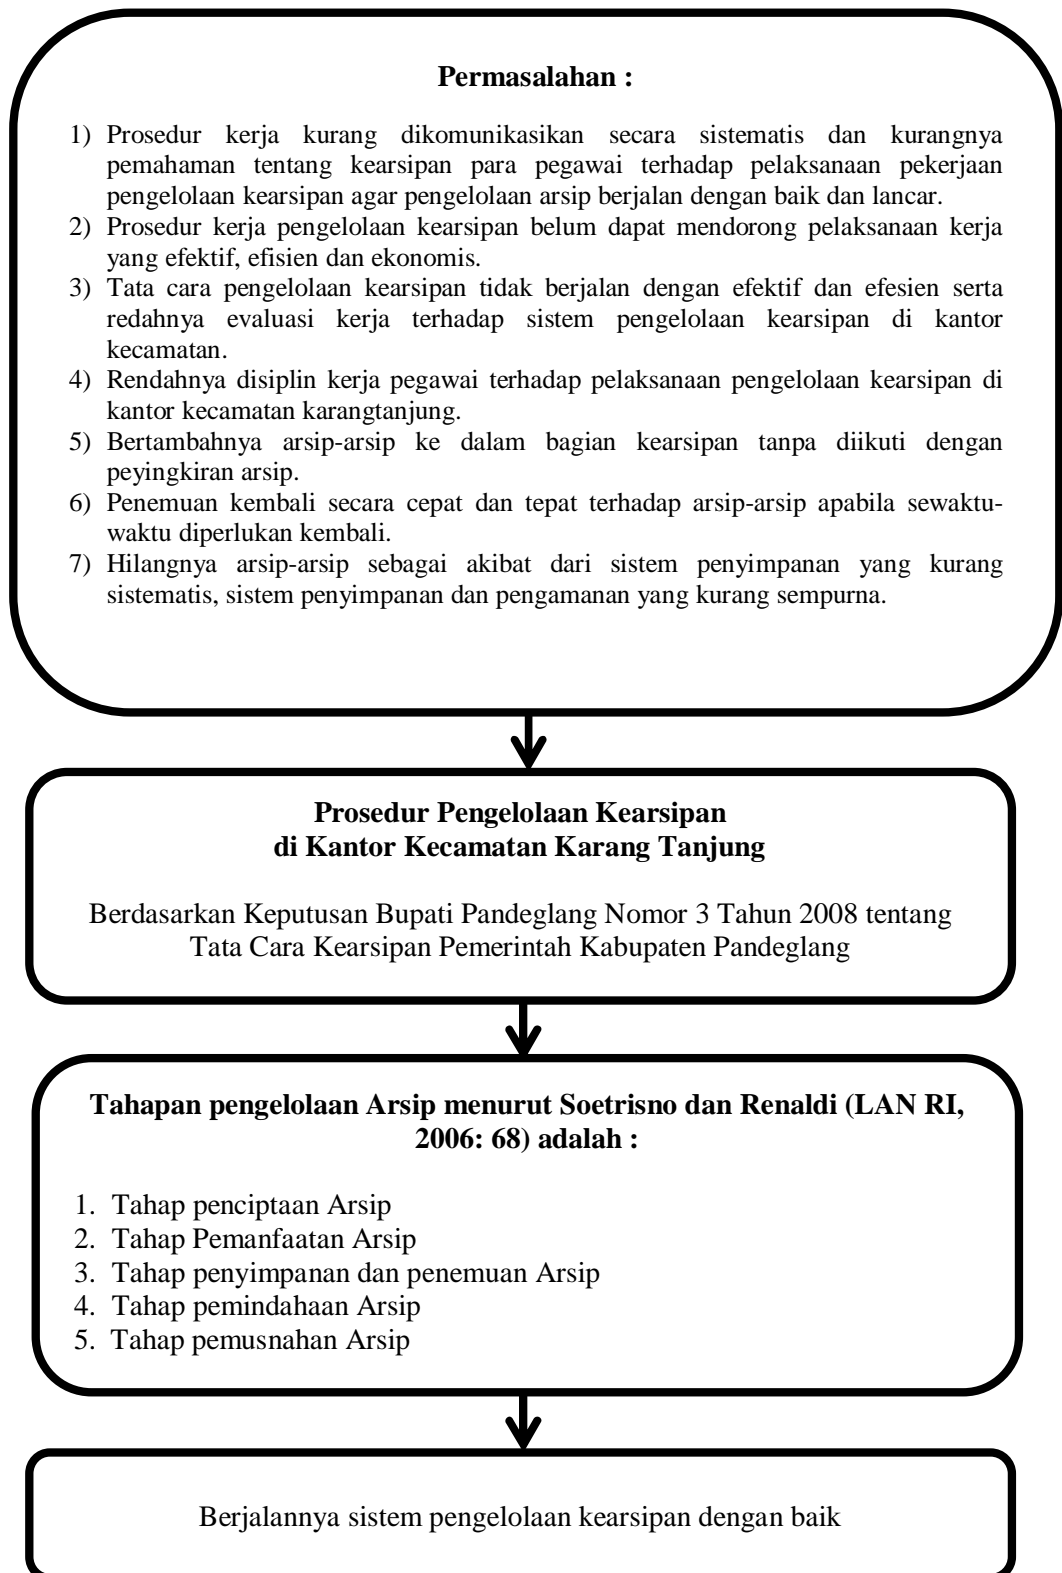 Permasalahan :
1) Prosedur kerja kurang dikomunikasikan secara sistematis dan kurangnya
pemahaman tentang kearsipan para pegawai terhadap pelaksanaan pekerjaan
pengelolaan kearsipan agar pengelolaan arsip berjalan dengan baik dan lancar.
2) Prosedur kerja pengelolaan kearsipan belum dapat mendorong pelaksanaan kerja
yang efektif, efisien dan ekonomis.
3) Tata cara pengelolaan kearsipan tidak berjalan dengan efektif dan efesien serta
redahnya evaluasi kerja terhadap sistem pengelolaan kearsipan di kantor
kecamatan.
4) Rendahnya disiplin kerja pegawai terhadap pelaksanaan pengelolaan kearsipan di
kantor kecamatan karangtanjung.
5) Bertambahnya arsip-arsip ke dalam bagian kearsipan tanpa diikuti dengan
peyingkiran arsip.
6) Penemuan kembali secara cepat dan tepat terhadap arsip-arsip apabila sewaktu-
waktu diperlukan kembali.
7) Hilangnya arsip-arsip sebagai akibat dari sistem penyimpanan yang kurang
sistematis, sistem penyimpanan dan pengamanan yang kurang sempurna.
Prosedur Pengelolaan Kearsipan
di Kantor Kecamatan Karang Tanjung
Berdasarkan Keputusan Bupati Pandeglang Nomor 3 Tahun 2008 tentang
Tata Cara Kearsipan Pemerintah Kabupaten Pandeglang
Tahapan pengelolaan Arsip menurut Soetrisno dan Renaldi (LAN RI,
2006: 68) adalah :
1. Tahap penciptaan Arsip
2. Tahap Pemanfaatan Arsip
3. Tahap penyimpanan dan penemuan Arsip
4. Tahap pemindahaan Arsip
5. Tahap pemusnahan Arsip
Berjalannya sistem pengelolaan kearsipan dengan baik